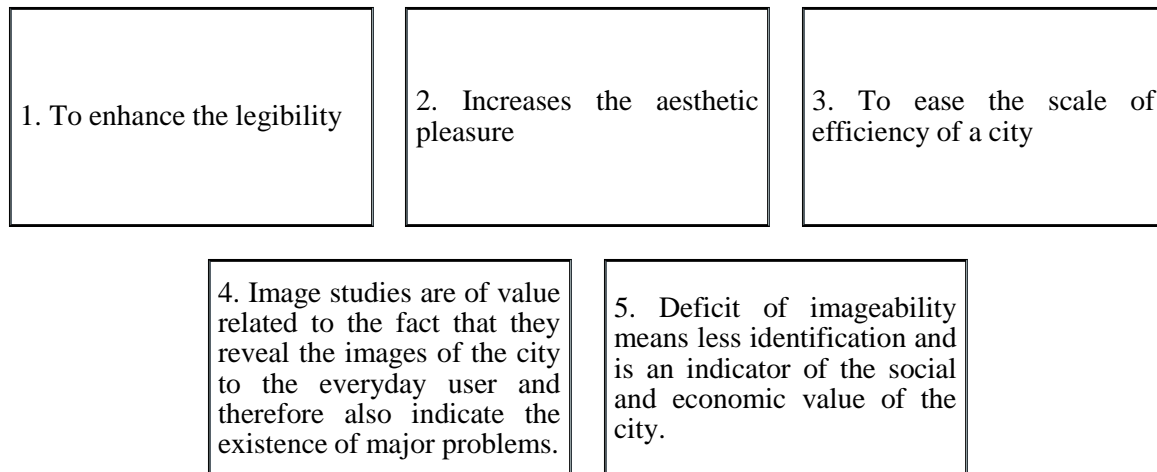 1. To enhance the legibility
2. Increases the aesthetic
pleasure
3. To ease the scale of
efficiency of a city
4. Image studies are of value
related to the fact that they
reveal the images of the city
to the everyday user and
therefore also indicate the
existence of major problems.
5. Deficit of imageability
means less identification and
is an indicator of the social
and economic value of the
city.